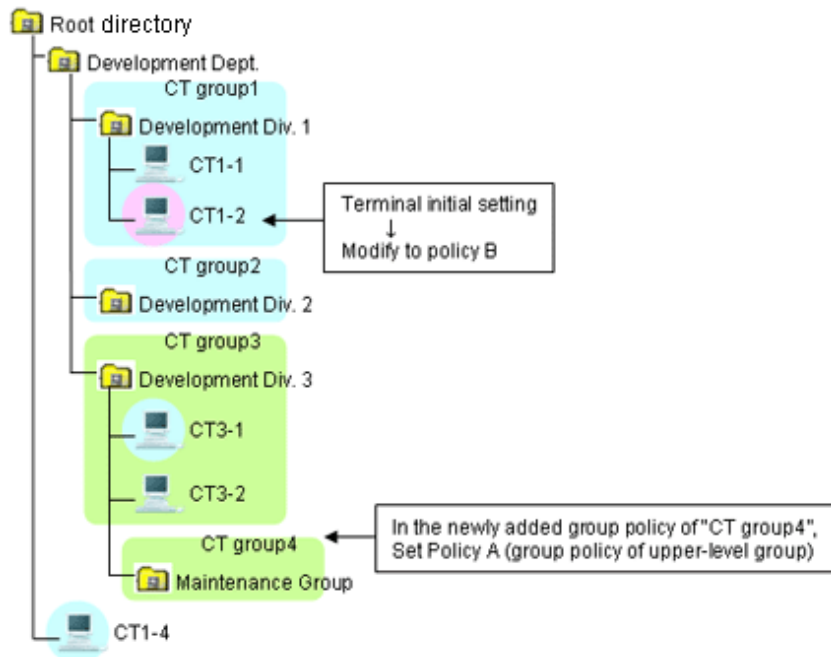 Root directory
Development Dept.
CT group1
Development Div. 1
CT1-1
CT1-2
Terminal initial setting
↓
Modify to policy B
CT group2
Development Div. 2
CT group3
Development Div. 3
CT3-1
CT3-2
In the newly added group policy of "CT group4",
Set Policy A (group policy of upper-level group)
CT group4
Maintenance Group
CT1-4